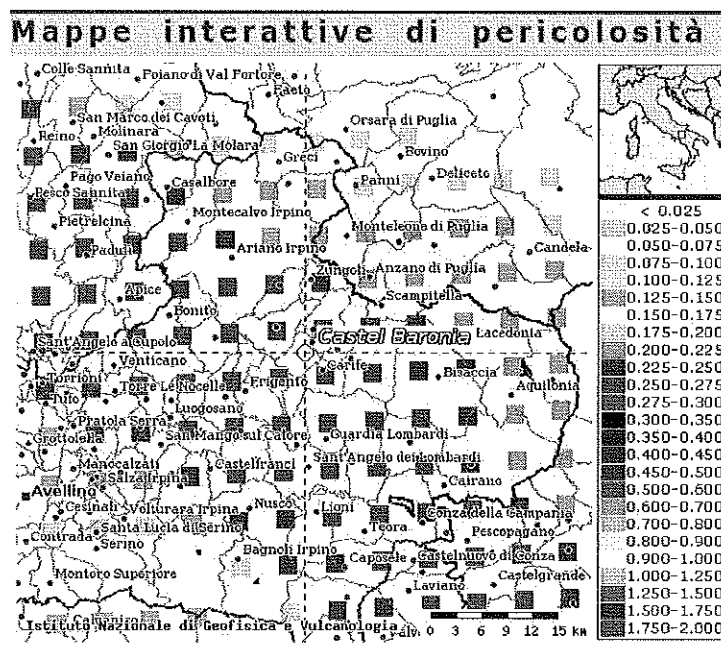 Mappe interattive di pericolosità
Colle Sannita
Foiano di Val Fortore
Faeto
San Marco dei Cavoti
Orsara di Puglia
Reino
Molinara
San Giorgio La Molara
Greci
Bovino
Pago Veiano
Casalbore
Panni
Deliceto
Pesco Sannita
Pietrelcina
Montecalvo Irpino
Monteleone di Puglia
Paduli
Ariano Irpino
Candela
Zungoli
Anzano di Puglia
Apice
Scampitella
Bonito
Sant'Angelo a Cupolo
Castel Baronia
Lacedonia
Venticano
Carife
Torrioni
Torre Le Nocelle
Frigento
Bisaccia
Aquilonia
Tufo
Luogosano
Pratola Serra
Grottolella
San Mango sul Calore
Guardia Lombardi
Manocalzati
Castelfranci
Sant'Angelo dei Lombardi
Salza Irpina
Cairano
Avellino
Cesinali
Volturara Irpina
Nusco
Lioni
Conza della Campania
Santa Lucia di Serino
Teora
Contrada
Serino
Pescopagano
Bagnoli Irpino
Caposele
Castelnuovo di Conza
Montoro Superiore
Laviano
Castelgrande
Istituto Nazionale di Geofisica e Vulcanologia
0 3 6 9 12 15 KM
< 0.025
0.025-0.050
0.050-0.075
0.075-0.100
0.100-0.125
0.125-0.150
0.150-0.175
0.175-0.200
0.200-0.225
0.225-0.250
0.250-0.275
0.275-0.300
0.300-0.350
0.350-0.400
0.400-0.450
0.450-0.500
0.500-0.600
0.600-0.700
0.700-0.800
0.800-0.900
0.900-1.000
1.000-1.250
1.250-1.500
1.500-1.750
1.750-2.000